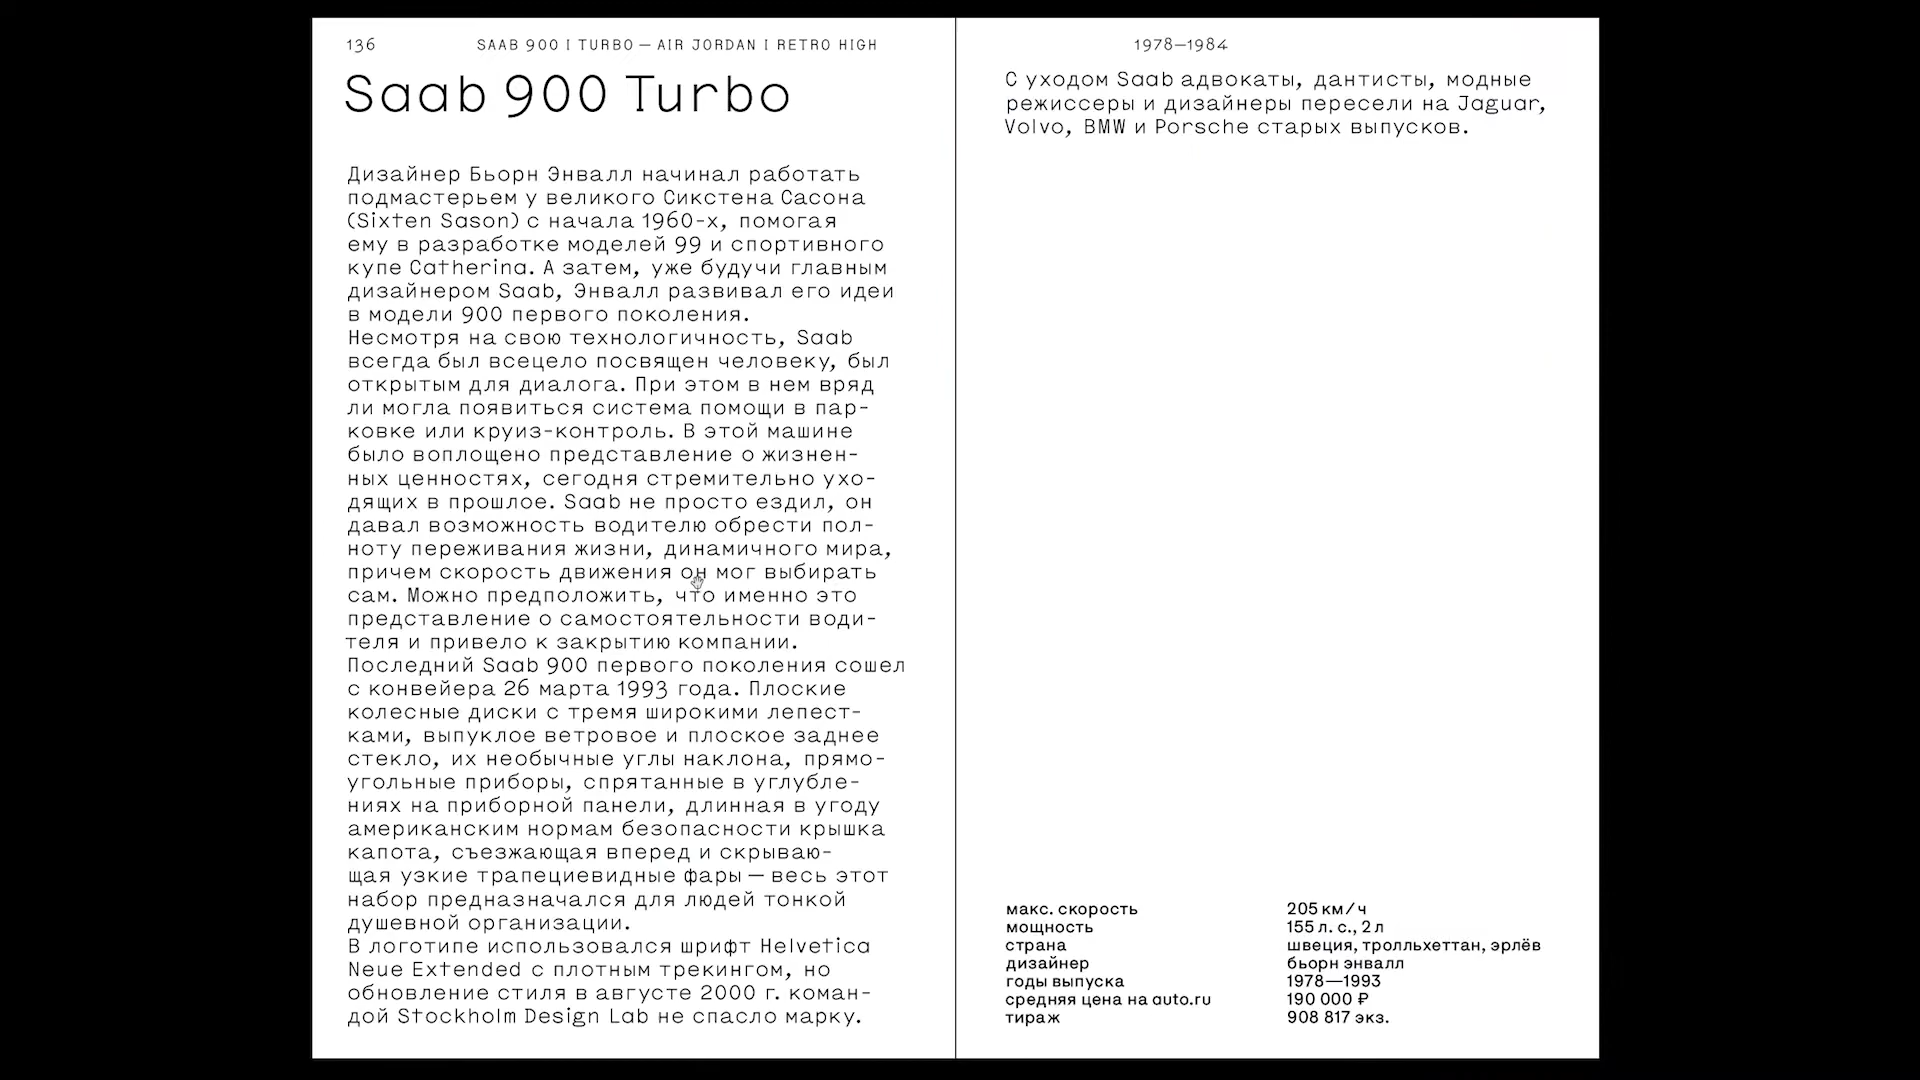 136
SAAB 900 I TURBO — AIR JORDAN I RETRO HIGH
Saab 900 Turbo
Дизайнер Бьорн Энвалл начинал работать
подмастерьем у великого Сикстена Сасона
(Sixten Sason) с начала 1960-х, помогая
ему в разработке моделей 99 и спортивного
купе Catherina. А затем, уже будучи главным
дизайнером Saab, Энвалл развивал его идеи
в модели 900 первого поколения.
Несмотря на свою технологичность, Saab
всегда был всецело посвящен человеку, был
открытым для диалога. При этом в нем вряд
ли могла появиться система помощи в пар-
ковке или круиз-контроль. В этой машине
было воплощено представление о жизнен-
ных ценностях, сегодня стремительно ухо-
дящих в прошлое. Saab не просто ездил, он
давал возможность водителю обрести пол-
ноту переживания жизни, динамичного мира,
причем скорость движения он мог выбирать
сам. Можно предположить, что именно это
представление о самостоятельности води-
теля и привело к закрытию компании.
Последний Saab 900 первого поколения сошел
с конвейера 26 марта 1993 года. Плоские
колесные диски с тремя широкими лепест-
ками, выпуклое ветровое и плоское заднее
стекло, их необычные углы наклона, прямо-
угольные приборы, спрятанные в углубле-
ниях на приборной панели, длинная в угоду
американским нормам безопасности крышка
капота, съезжающая вперед и скрываю-
щая узкие трапециевидные фары — весь этот
набор предназначался для людей тонкой
душевной организации.
В логотипе использовался шрифт Helvetica
Neue Extended с плотным трекингом, но
обновление стиля в августе 2000 г. коман-
дой Stockholm Design Lab не спасло марку.
1978—1984
С уходом Saab адвокаты, дантисты, модные
режиссеры и дизайнеры пересели на Jaguar,
Volvo, BMW и Porsche старых выпусков.
макс. скорость 205 км/ч
мощность 155 л. с., 2 л
страна швеция, тролльхеттан, эрлёв
дизайнер бьорн энвалл
годы выпуска 1978—1993
средняя цена на auto.ru 190 000 ₽
тираж 908 817 экз.